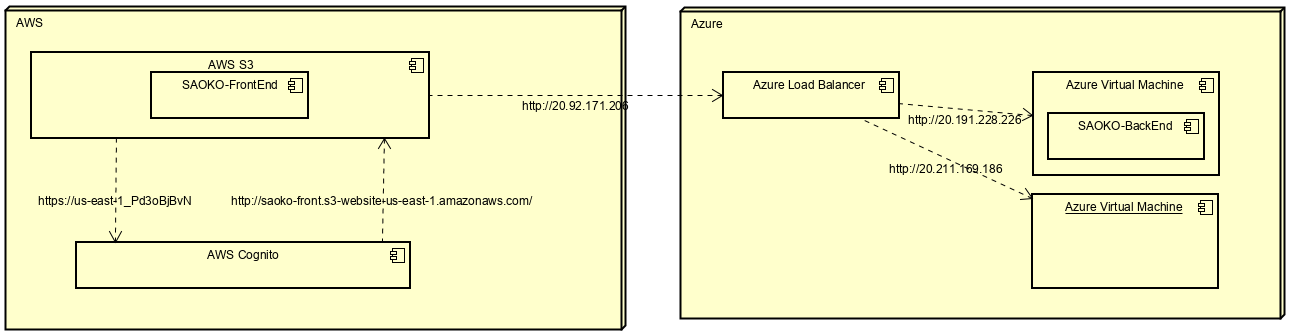 AWS
AWS S3
SAOKO-FrontEnd
http://20.92.171.206
https://us-east-1_Pd3oBjBvN
http://saoko-front.s3-website-us-east-1.amazonaws.com/
AWS Cognito
Azure
Azure Load Balancer
Azure Virtual Machine
http://20.191.228.226
SAOKO-BackEnd
http://20.211.169.186
Azure Virtual Machine